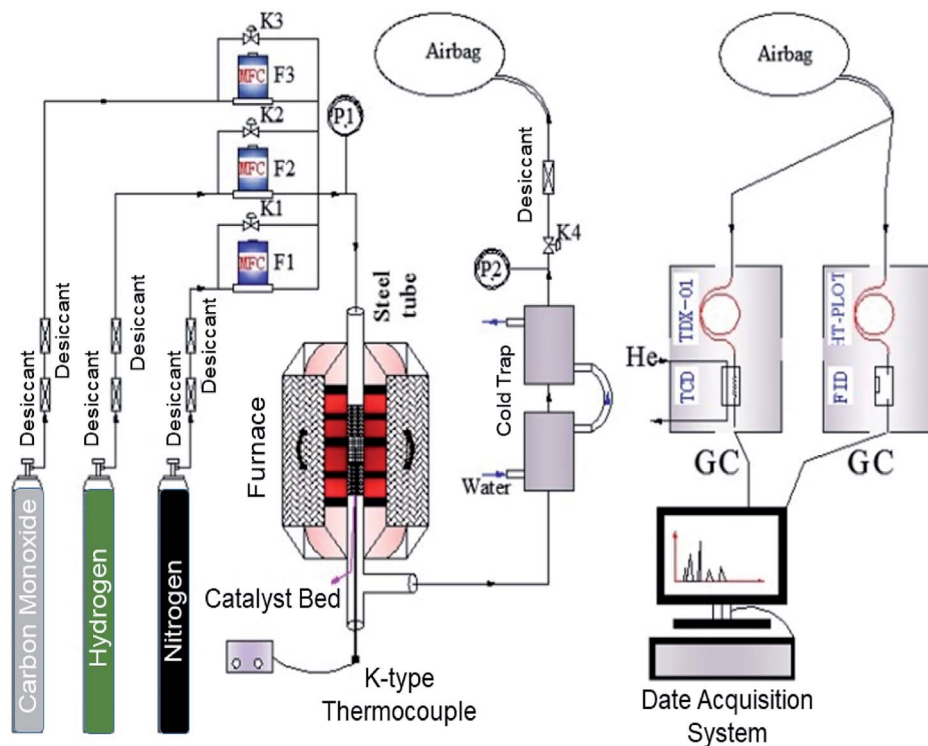 K3
MFC
F3
K2
MFC
F2
K1
MFC
F1
P1
Airbag
Airbag
Desiccant
K4
P2
Steel
tube
Desiccant
Desiccant
Desiccant
Desiccant
Desiccant
Desiccant
Furnace
Cold Trap
Water
TDX-01
HT-PLOT
He
TCD
FID
GC
GC
Carbon Monoxide
Hydrogen
Nitrogen
Catalyst Bed
K-type
Thermocouple
Date Acquisition
System